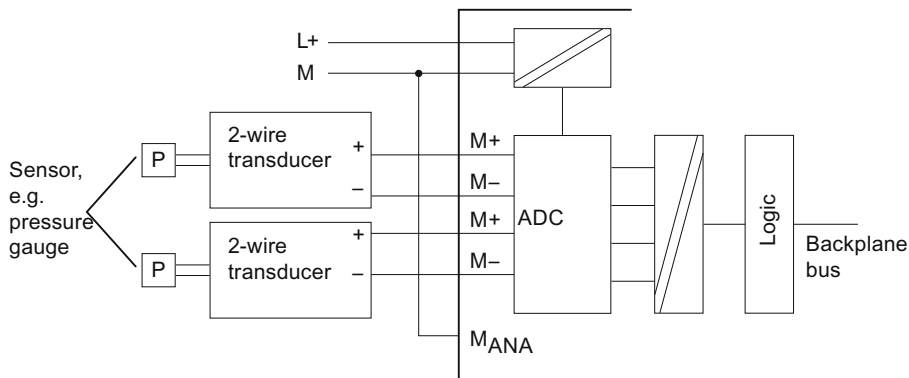 L+
M
2-wire
transducer
+
–
P
M+
M–
Sensor,
e.g.
pressure
gauge
ADC
Logic
Backplane
bus
M+
M–
P
2-wire
transducer
+
–
MANA